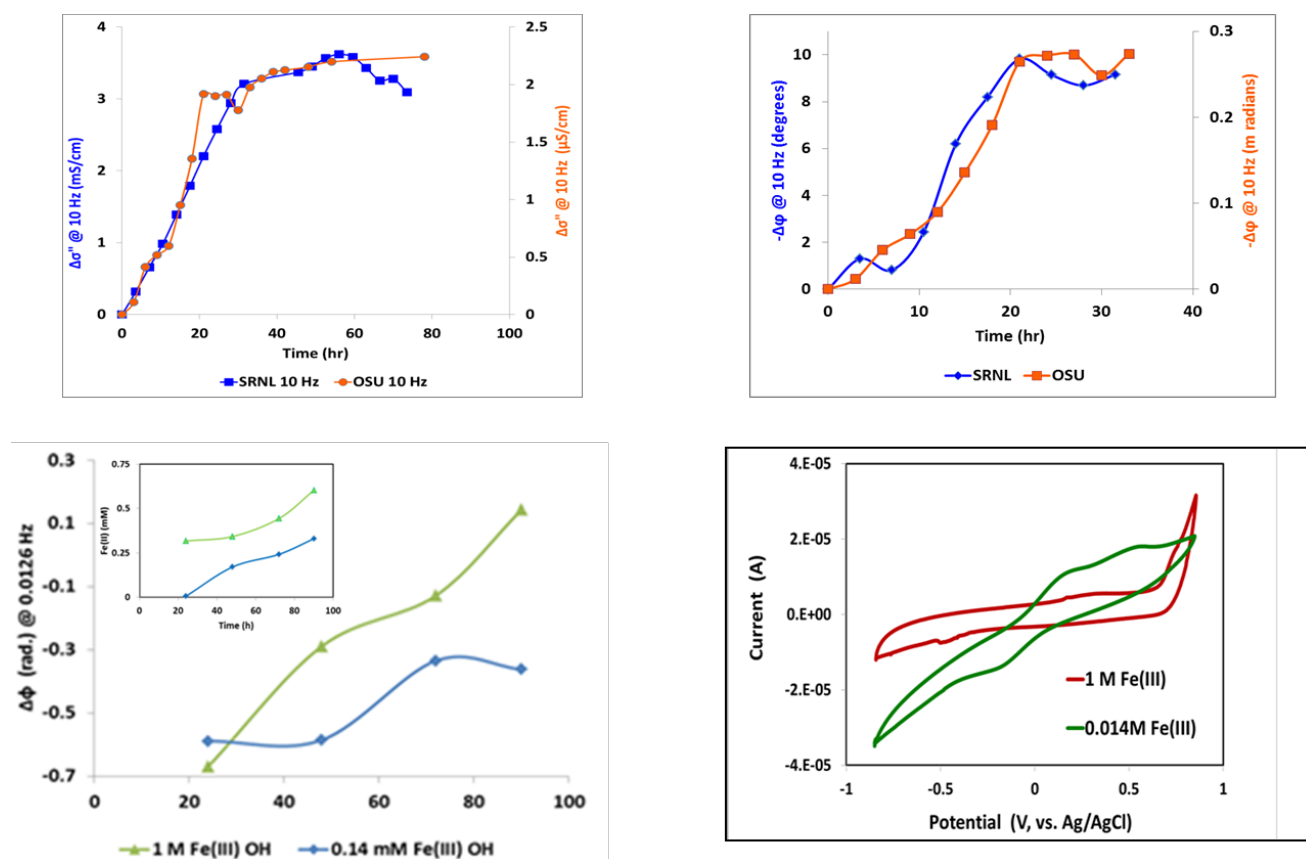 4
3
2
1
0
2.5
2
1.5
1
0.5
0
0
20
40
60
80
100
Δσ" @ 10 Hz (mS/cm)
Δσ" @ 10 Hz (µS/cm)
Time (hr)
SRNL 10 Hz
OSU 10 Hz
10
8
6
4
2
0
0.3
0.2
0.1
0
0
10
20
30
40
-Δφ @ 10 Hz (degrees)
-Δφ @ 10 Hz (m radians)
Time (hr)
SRNL
OSU
0.3
0.1
-0.1
-0.3
-0.5
-0.7
0
20
40
60
80
100
Δϕ (rad.) @ 0.0126 Hz
0.75
0.5
0.25
0
0
20
40
60
80
100
Fe(II) (mM)
Time (h)
1 M Fe(III) OH
0.14 mM Fe(III) OH
4.E-05
2.E-05
0.E+00
-2.E-05
-4.E-05
-1
-0.5
0
0.5
1
Current (A)
1 M Fe(III)
0.014M Fe(III)
Potential (V, vs. Ag/AgCl)